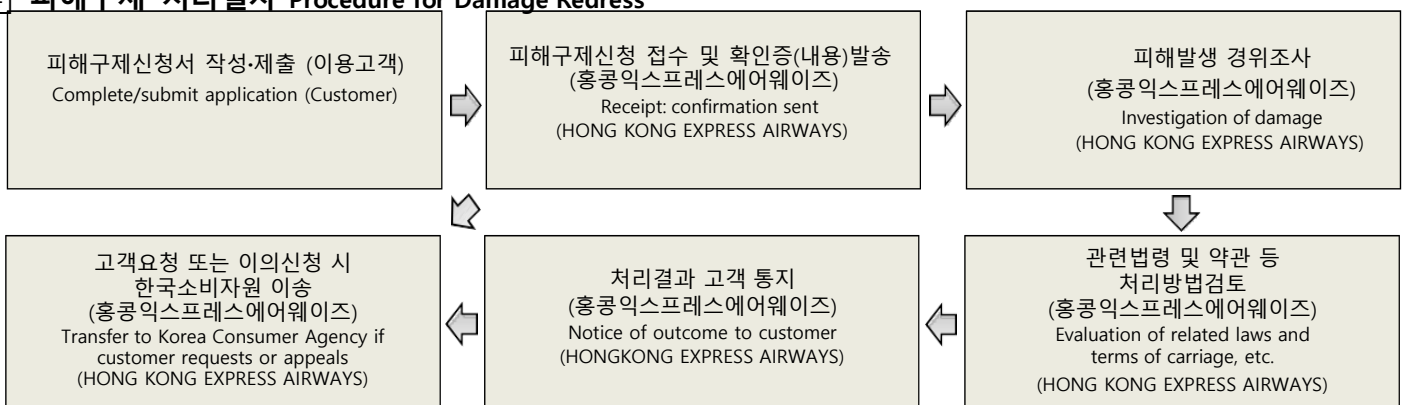 피해구제 처리절차 Procedure for Damage Redress
피해구제신청서 작성•제출 (이용고객)
Complete/submit application (Customer)
피해구제신청 접수 및 확인증(내용)발송
(홍콩익스프레스에어웨이즈)
Receipt: confirmation sent
(HONG KONG EXPRESS AIRWAYS)
피해발생 경위조사
(홍콩익스프레스에어웨이즈)
Investigation of damage
(HONG KONG EXPRESS AIRWAYS)
관련법령 및 약관 등
처리방법검토
(홍콩익스프레스에어웨이즈)
Evaluation of related laws and
terms of carriage, etc.
(HONG KONG EXPRESS AIRWAYS)
처리결과 고객 통지
(홍콩익스프레스에어웨이즈)
Notice of outcome to customer
(HONGKONG EXPRESS AIRWAYS)
고객요청 또는 이의신청 시
한국소비자원 이송
(홍콩익스프레스에어웨이즈)
Transfer to Korea Consumer Agency if
customer requests or appeals
(HONG KONG EXPRESS AIRWAYS)